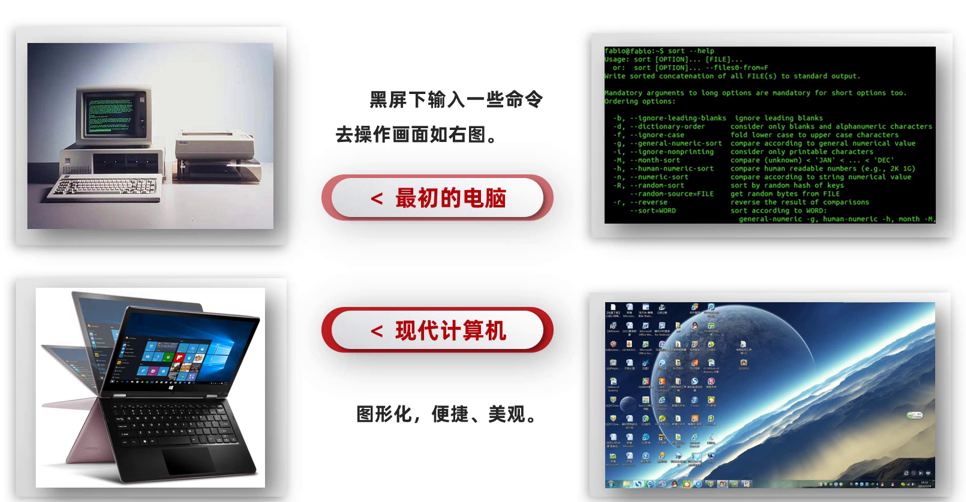 黑屏下输入一些命令
去操作画面如右图。
< 最初的电脑
fabio@fabio:~$ sort --help
Usage: sort [OPTION]... [FILE]...
or: sort [OPTION]... --files0-from=F
Write sorted concatenation of all FILE(s) to standard output.
Mandatory arguments to long options are mandatory for short options too.
Ordering options:
-b, --ignore-leading-blanks ignore leading blanks
-d, --dictionary-order consider only blanks and alphanumeric characters
-f, --ignore-case fold lower case to upper case characters
-g, --general-numeric-sort compare according to general numerical value
-i, --ignore-nonprinting consider only printable characters
-M, --month-sort compare (unknown) < 'JAN' < ... < 'DEC'
-h, --human-numeric-sort compare human readable numbers (e.g., 2K 1G)
-n, --numeric-sort compare according to string numerical value
-R, --random-sort sort by random hash of keys
--random-source=FILE get random bytes from FILE
-r, --reverse reverse the result of comparisons
--sort=WORD sort according to WORD:
general-numeric -g, human-numeric -h, month -M,
< 现代计算机
图形化，便捷、美观。